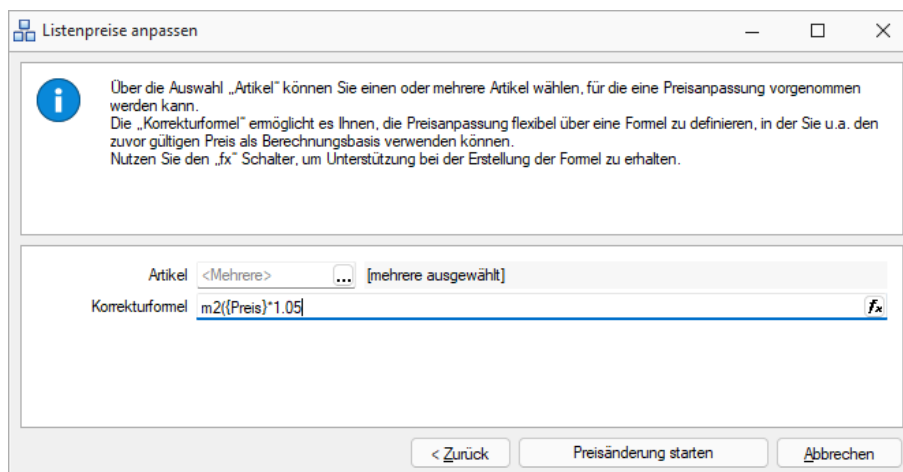 Listenpreise anpassen
Über die Auswahl „Artikel" können Sie einen oder mehrere Artikel wählen, für die eine Preisanpassung vorgenommen
werden kann.
Die „Korrekturformel" ermöglicht es Ihnen, die Preisanpassung flexibel über eine Formel zu definieren, in der Sie u.a. den
zuvor gültigen Preis als Berechnungsbasis verwenden können.
Nutzen Sie den „fx" Schalter, um Unterstützung bei der Erstellung der Formel zu erhalten.
Artikel <Mehrere> ... [mehrere ausgewählt]
Korrekturformel m2({Preis}*1.05 fx
< Zurück Preisänderung starten Abbrechen